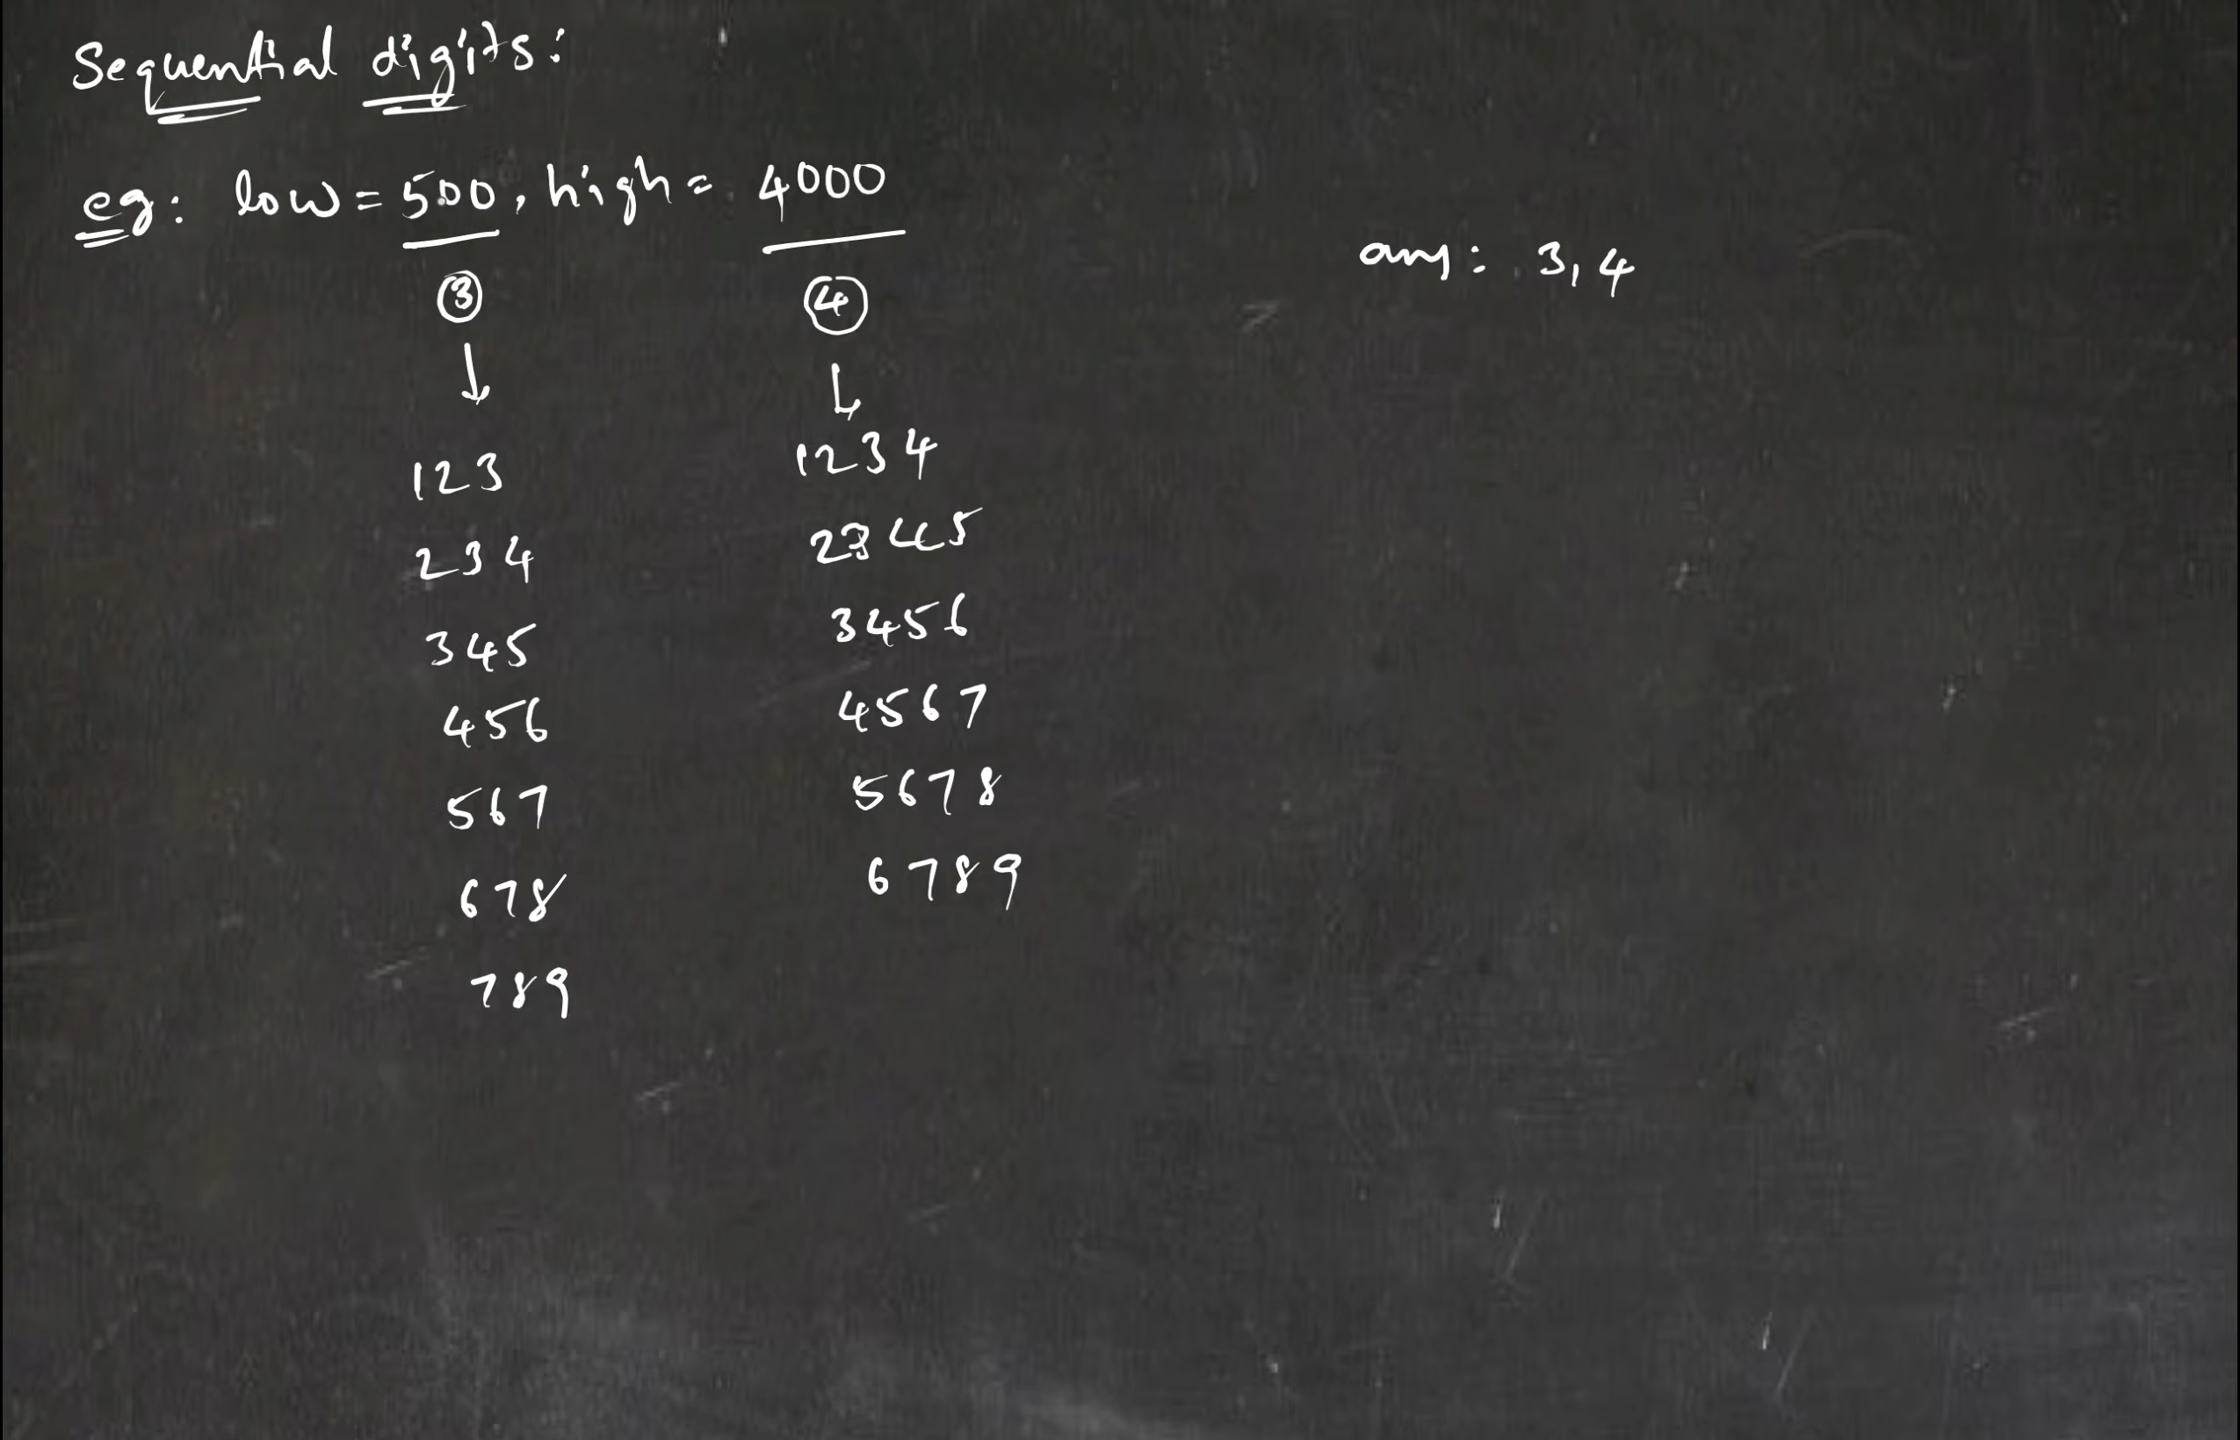 Sequential digits:
eg: low = 500, high = 4000
ans: 3, 4
3 4
123 1234
234 2345
345 3456
456 4567
567 5678
678 6789
789